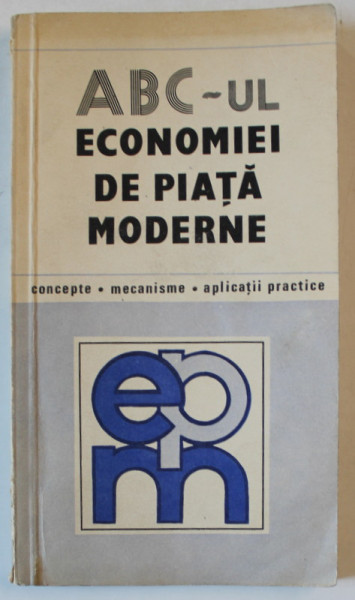 ABC-UL
ECONOMIEI
DE PIAȚĂ
MODERNE
concepte • mecanisme • aplicații practice
epm